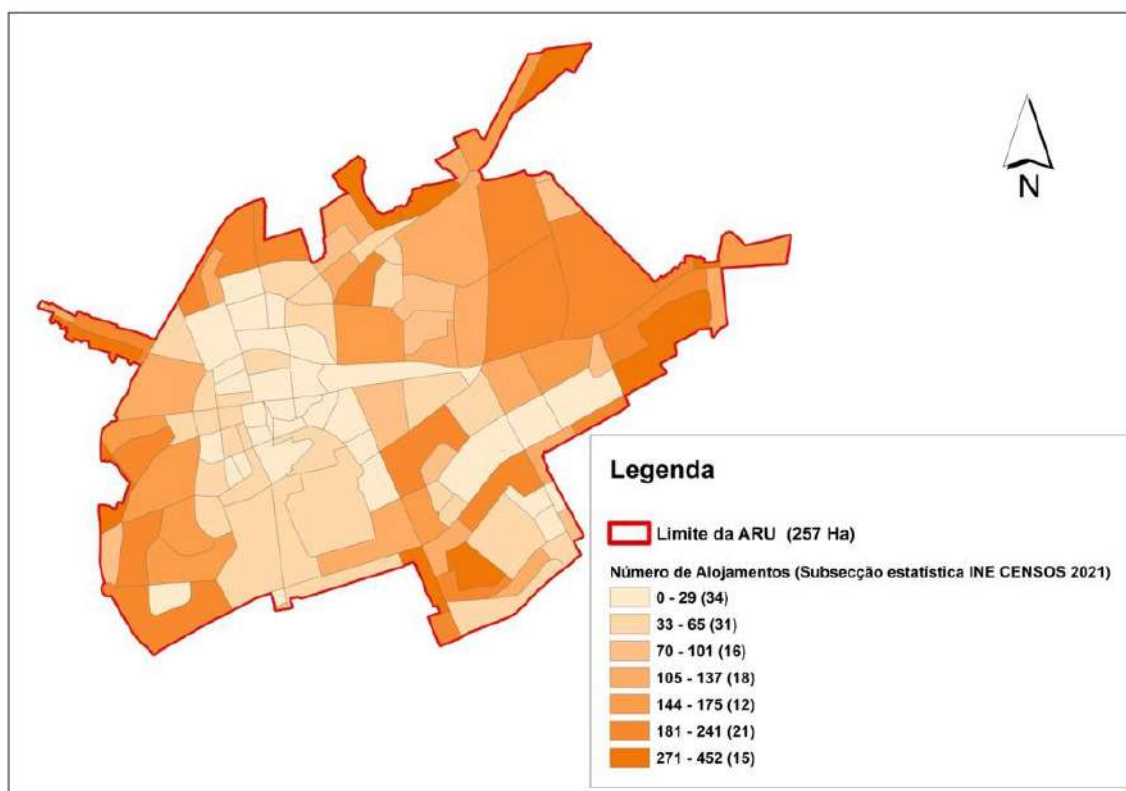 N
Legenda
Limite da ARU (257 Ha)
Número de Alojamentos (Subsecção estatística INE CENSOS 2021)
0 - 29 (34)
33 - 65 (31)
70 - 101 (16)
105 - 137 (18)
144 - 175 (12)
181 - 241 (21)
271 - 452 (15)